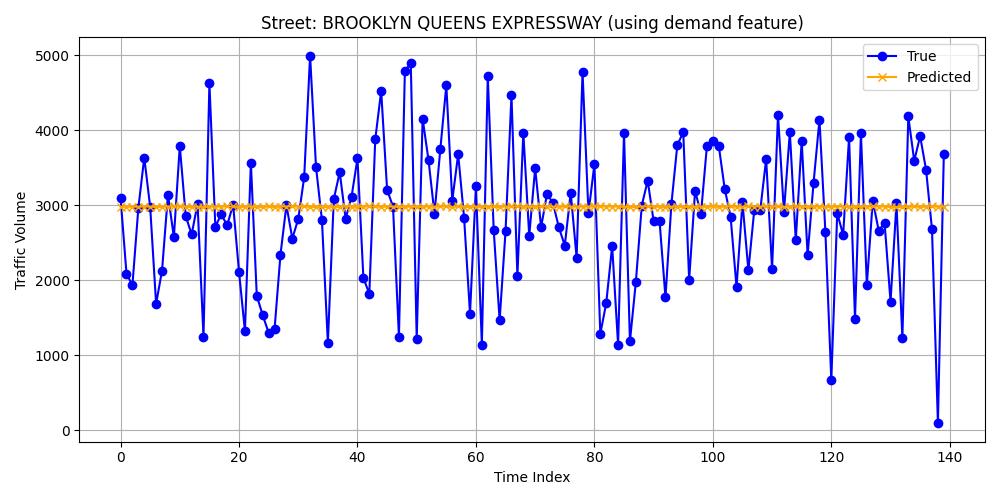 Street: BROOKLYN QUEENS EXPRESSWAY (using demand feature)
True
Predicted
Traffic Volume
5000
4000
3000
2000
1000
0
0 20 40 60 80 100 120 140
Time Index